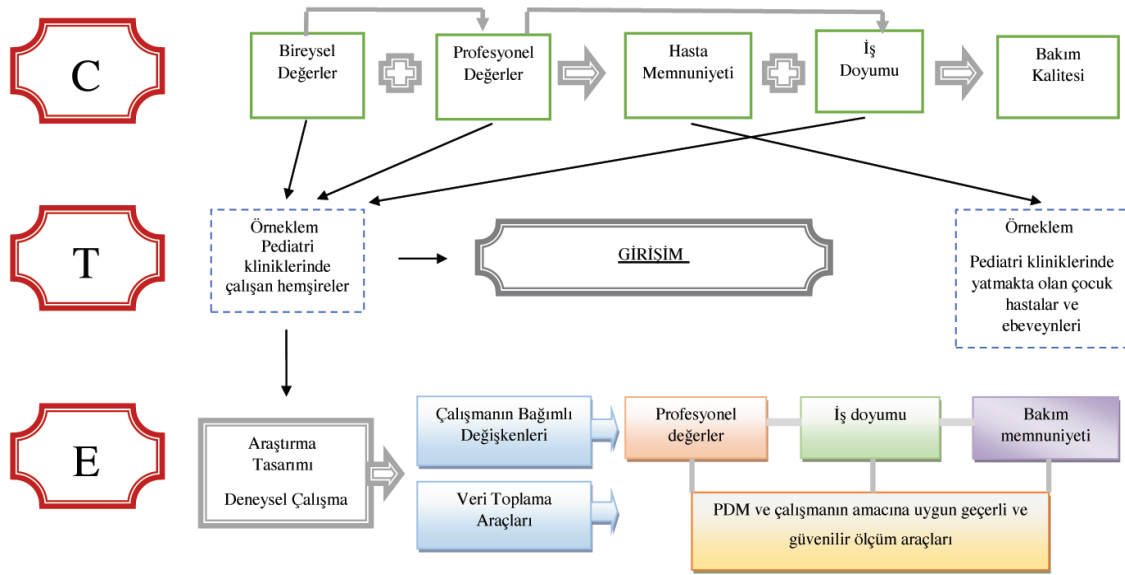 C
Bireysel
Değerler
Profesyonel
Değerler
Hasta
Memnuniyeti
İş
Doyumu
Bakım
Kalitesi
T
Örneklem
Pediatri
kliniklerinde
çalışan hemşireler
GİRİŞİM
Örneklem
Pediatri kliniklerinde
yatmakta olan çocuk
hastalar ve
ebeveynleri
E
Araştırma
Tasarımı
Deneysel Çalışma
Çalışmanın Bağımlı
Değişkenleri
Veri Toplama
Araçları
Profesyonel
değerler
İş doyumu
Bakım
memnuniyeti
PDM ve çalışmanın amacına uygun geçerli ve
güvenilir ölçüm araçları